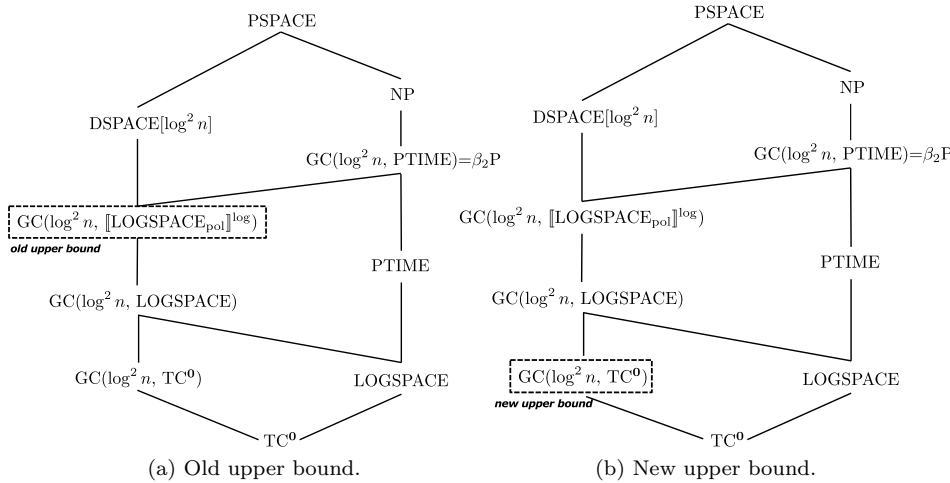 PSPACE
NP
DSPACE[log² n]
GC(log² n, PTIME)=β₂P
GC(log² n, ⟦LOGSPACEₚₒₗ⟧ˡᵒᵍ)
old upper bound
PTIME
GC(log² n, LOGSPACE)
GC(log² n, TC⁰)
LOGSPACE
TC⁰
(a) Old upper bound.
PSPACE
NP
DSPACE[log² n]
GC(log² n, PTIME)=β₂P
GC(log² n, ⟦LOGSPACEₚₒₗ⟧ˡᵒᵍ)
PTIME
GC(log² n, LOGSPACE)
GC(log² n, TC⁰)
LOGSPACE
new upper bound
TC⁰
(b) New upper bound.